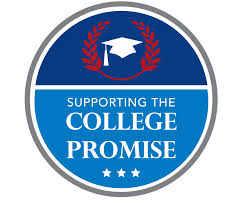 SUPPORTING THE
COLLEGE
PROMISE